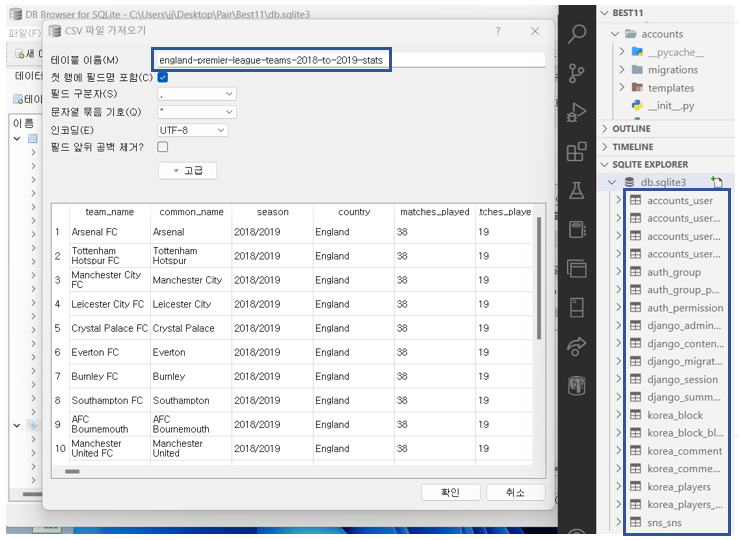 DB Browser for SQLite - C:\Users\jj\Desktop\Pair\Best11\db.sqlite3
파일(F)
새 데
데이터
테이
이름
CSV 파일 가져오기
?
테이블 이름(M)
england-premier-league-teams-2018-to-2019-stats
첫 행에 필드명 포함(C)
필드 구분자(S)
,
문자열 묶음 기호(Q)
"
인코딩(E)
UTF-8
필드 앞뒤 공백 제거?
고급
team_name common_name season country matches_played tches_playe
1 Arsenal FC Arsenal 2018/2019 England 38 19
2 Tottenham Hotspur FC Tottenham Hotspur 2018/2019 England 38 19
3 Manchester City FC Manchester City 2018/2019 England 38 19
4 Leicester City FC Leicester City 2018/2019 England 38 19
5 Crystal Palace FC Crystal Palace 2018/2019 England 38 19
6 Everton FC Everton 2018/2019 England 38 19
7 Burnley FC Burnley 2018/2019 England 38 19
8 Southampton FC Southampton 2018/2019 England 38 19
9 AFC Bournemouth AFC Bournemouth 2018/2019 England 38 19
10 Manchester United FC Manchester United 2018/2019 England 38 19
확인
취소
BEST11
accounts
__pycache__
migrations
templates
__init__.py
OUTLINE
TIMELINE
SQLITE EXPLORER
db.sqlite3
accounts_user
accounts_user...
accounts_user...
accounts_user...
auth_group
auth_group_p...
auth_permission
django_admin...
django_conten...
django_migrat...
django_session
django_summ...
korea_block
korea_block_bl...
korea_comment
korea_comme...
korea_players
korea_players_...
sns_sns